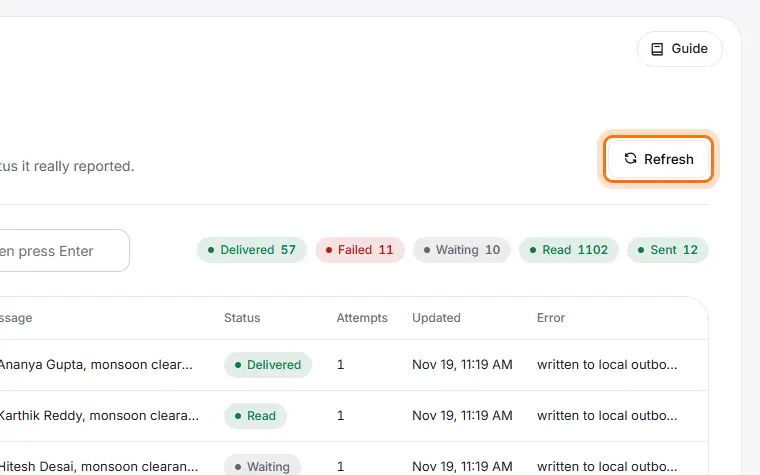 Guide
tus it really reported.
Refresh
en press Enter
Delivered 57 Failed 11 Waiting 10 Read 1102 Sent 12
ssage Status Attempts Updated Error
Ananya Gupta, monsoon clear... Delivered 1 Nov 19, 11:19 AM written to local outbo...
Karthik Reddy, monsoon cleara... Read 1 Nov 19, 11:19 AM written to local outbo...
Hitesh Desai, monsoon clearan... Waiting 1 Nov 19, 11:19 AM written to local outbo...